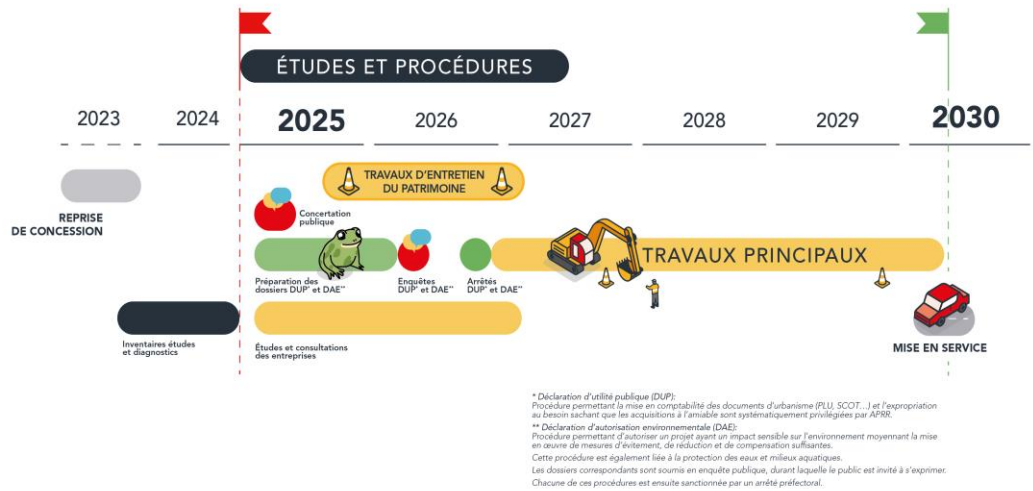 ÉTUDES ET PROCÉDURES
2023
2024
2025
2026
2027
2028
2029
2030
TRAVAUX D'ENTRETIEN
DU PATRIMOINE
REPRISE
DE CONCESSION
Concertation
publique
TRAVAUX PRINCIPAUX
Préparation des
dossiers DUP* et DAE**
Enquêtes
DUP* et DAE**
Arrêtés
DUP* et DAE**
Inventaires études
et diagnostics
Études et consultations
des entreprises
MISE EN SERVICE
* Déclaration d'utilité publique (DUP):
Procédure permettant la mise en comptabilité des documents d'urbanisme (PLU, SCOT...) et l'expropriation
au besoin sachant que les acquisitions à l'amiable sont systématiquement privilégiées par APRR.
** Déclaration d'autorisation environnementale (DAE):
Procédure permettant d'autoriser un projet ayant un impact sensible sur l'environnement moyennant la mise
en œuvre de mesures d'évitement, de réduction et de compensation suffisantes.
Cette procédure est également liée à la protection des eaux et milieux aquatiques.
Les dossiers correspondants sont soumis en enquête publique, durant laquelle le public est invité à s'exprimer.
Chacune de ces procédures est ensuite sanctionnée par un arrêté préfectoral.